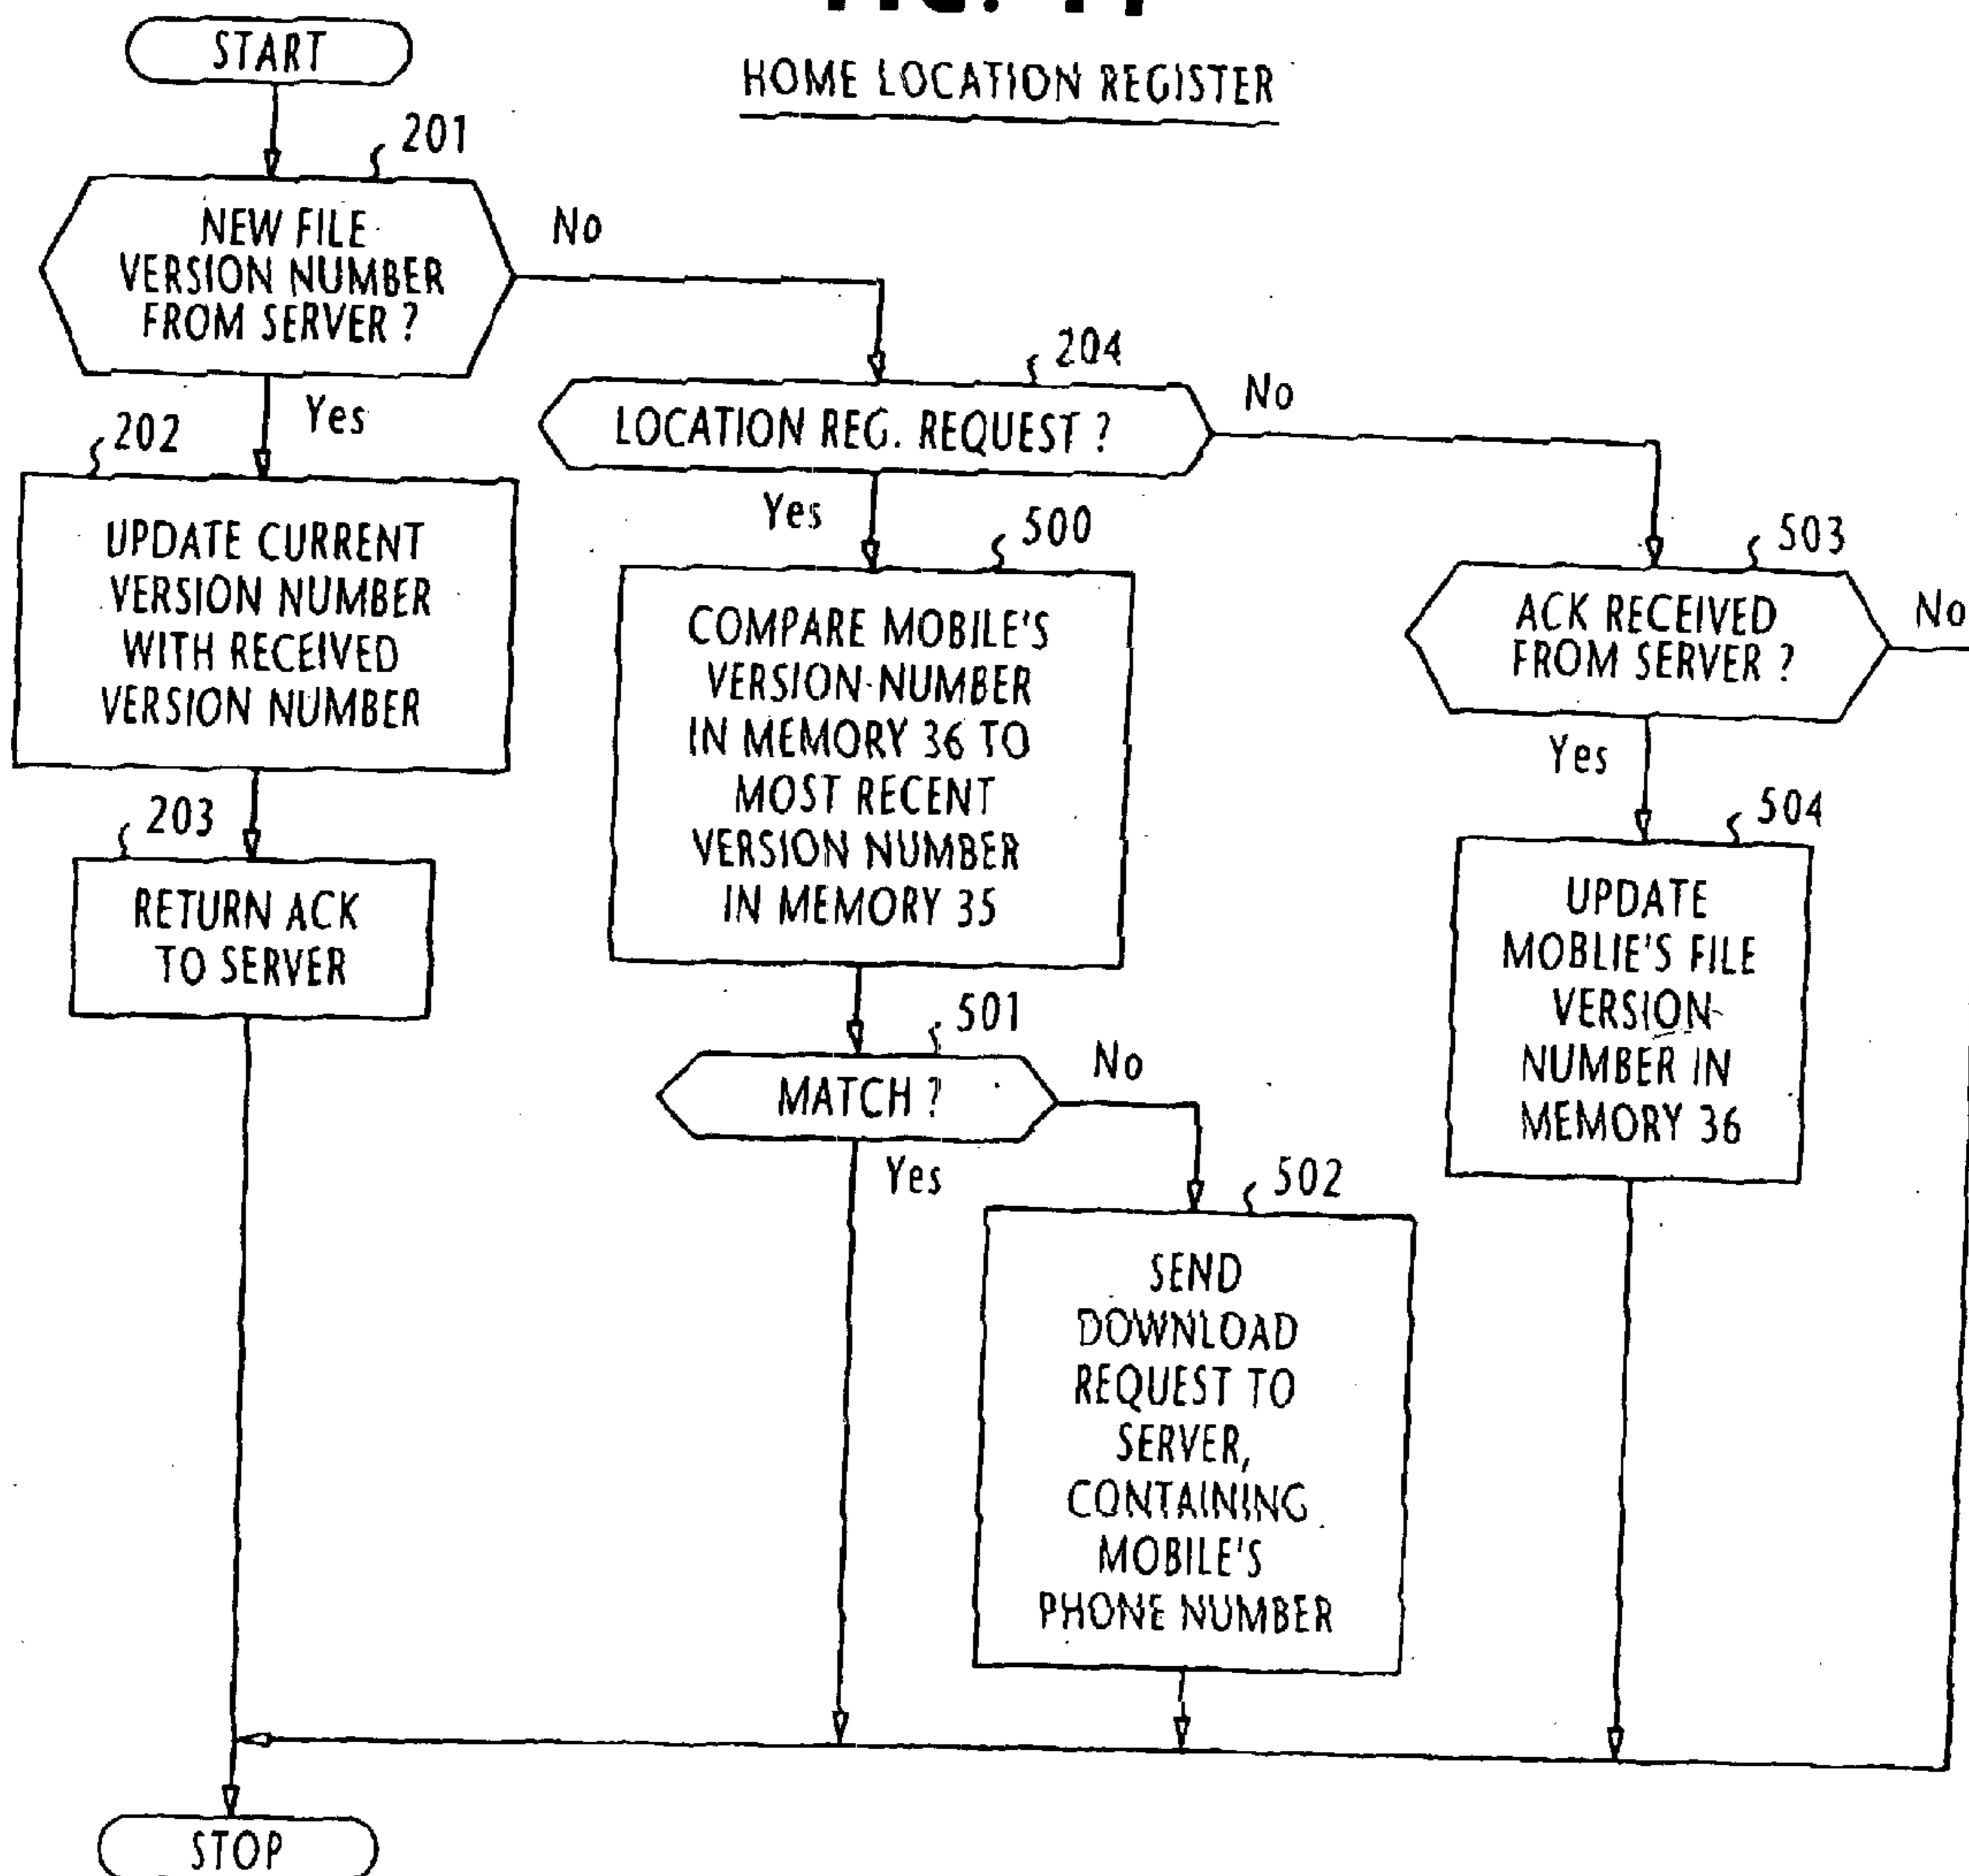 HOME LOCATION REGISTER
START
201
NEW FILE
VERSION NUMBER
FROM SERVER ?
No
Yes
202
UPDATE CURRENT
VERSION NUMBER
WITH RECEIVED
VERSION NUMBER
203
RETURN ACK
TO SERVER
204
LOCATION REG. REQUEST ?
No
Yes
500
COMPARE MOBILE'S
VERSION NUMBER
IN MEMORY 36 TO
MOST RECENT
VERSION NUMBER
IN MEMORY 35
501
MATCH ?
No
Yes
502
SEND
DOWNLOAD
REQUEST TO
SERVER,
CONTAINING
MOBILE'S
PHONE NUMBER
503
ACK RECEIVED
FROM SERVER ?
No
Yes
504
UPDATE
MOBLIE'S FILE
VERSION
NUMBER IN
MEMORY 36
STOP